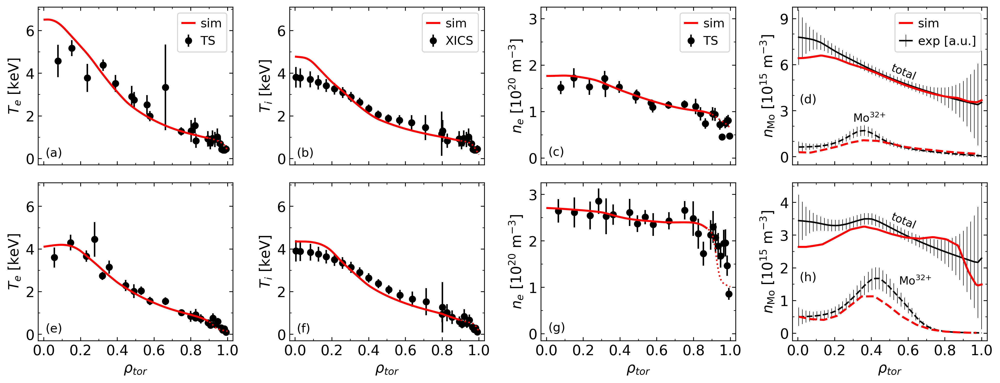 T_e [keV]
6
4
2
0
sim
TS
(a)
T_i [keV]
6
4
2
0
sim
XICS
(b)
n_e [10^20 m^−3]
3
2
1
0
sim
TS
(c)
n_Mo [10^15 m^−3]
9
6
3
0
sim
exp [a.u.]
total
(d)
Mo^32+
T_e [keV]
6
4
2
0
(e)
0.0 0.2 0.4 0.6 0.8 1.0
ρ_tor
T_i [keV]
6
4
2
0
(f)
0.0 0.2 0.4 0.6 0.8 1.0
ρ_tor
n_e [10^20 m^−3]
3
2
1
0
(g)
0.0 0.2 0.4 0.6 0.8 1.0
ρ_tor
n_Mo [10^15 m^−3]
4
3
2
1
0
total
(h)
Mo^32+
0.0 0.2 0.4 0.6 0.8 1.0
ρ_tor